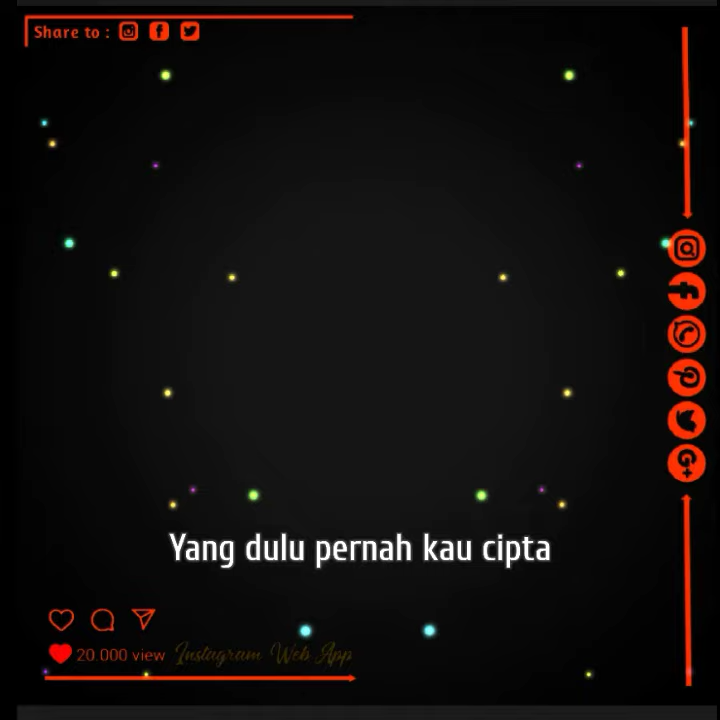 Share to :
Yang dulu pernah kau cipta
20.000 view Instagram Web App